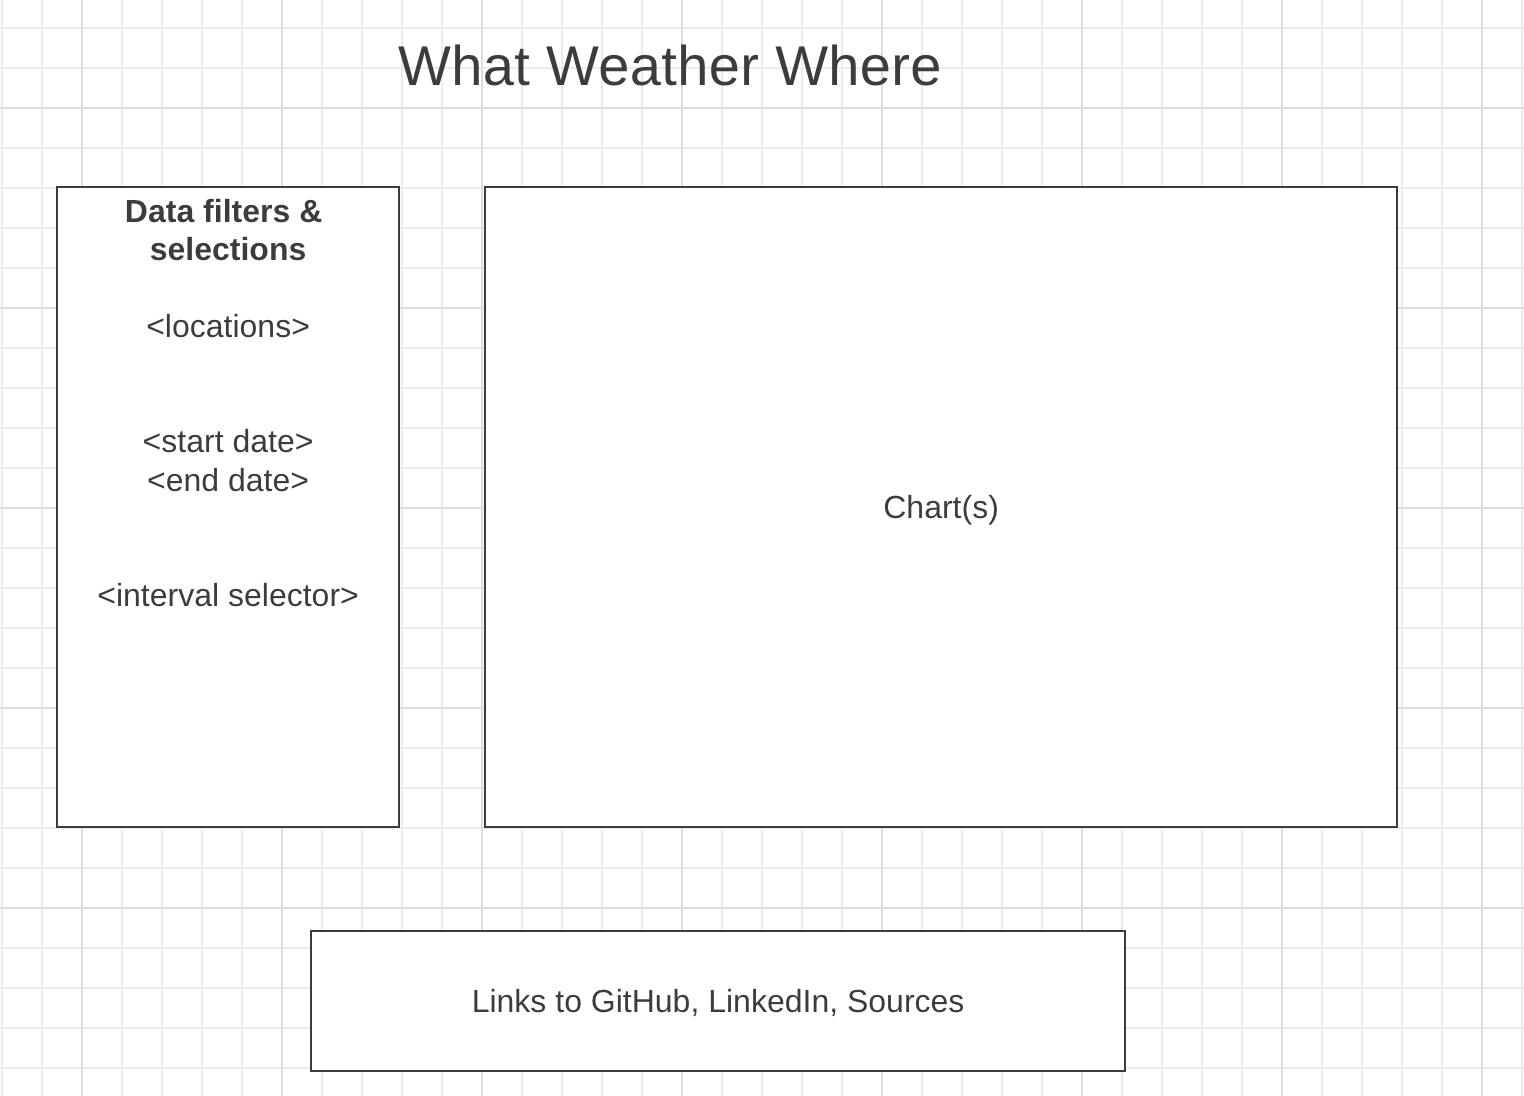 What Weather Where
Data filters &
selections
<locations>
<start date>
<end date>
<interval selector>
Chart(s)
Links to GitHub, LinkedIn, Sources